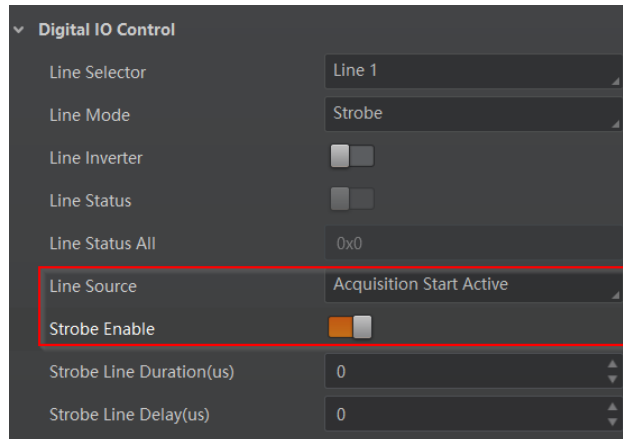 Digital IO Control
Line Selector Line 1
Line Mode Strobe
Line Inverter
Line Status
Line Status All 0x0
Line Source Acquisition Start Active
Strobe Enable
Strobe Line Duration(us) 0
Strobe Line Delay(us) 0